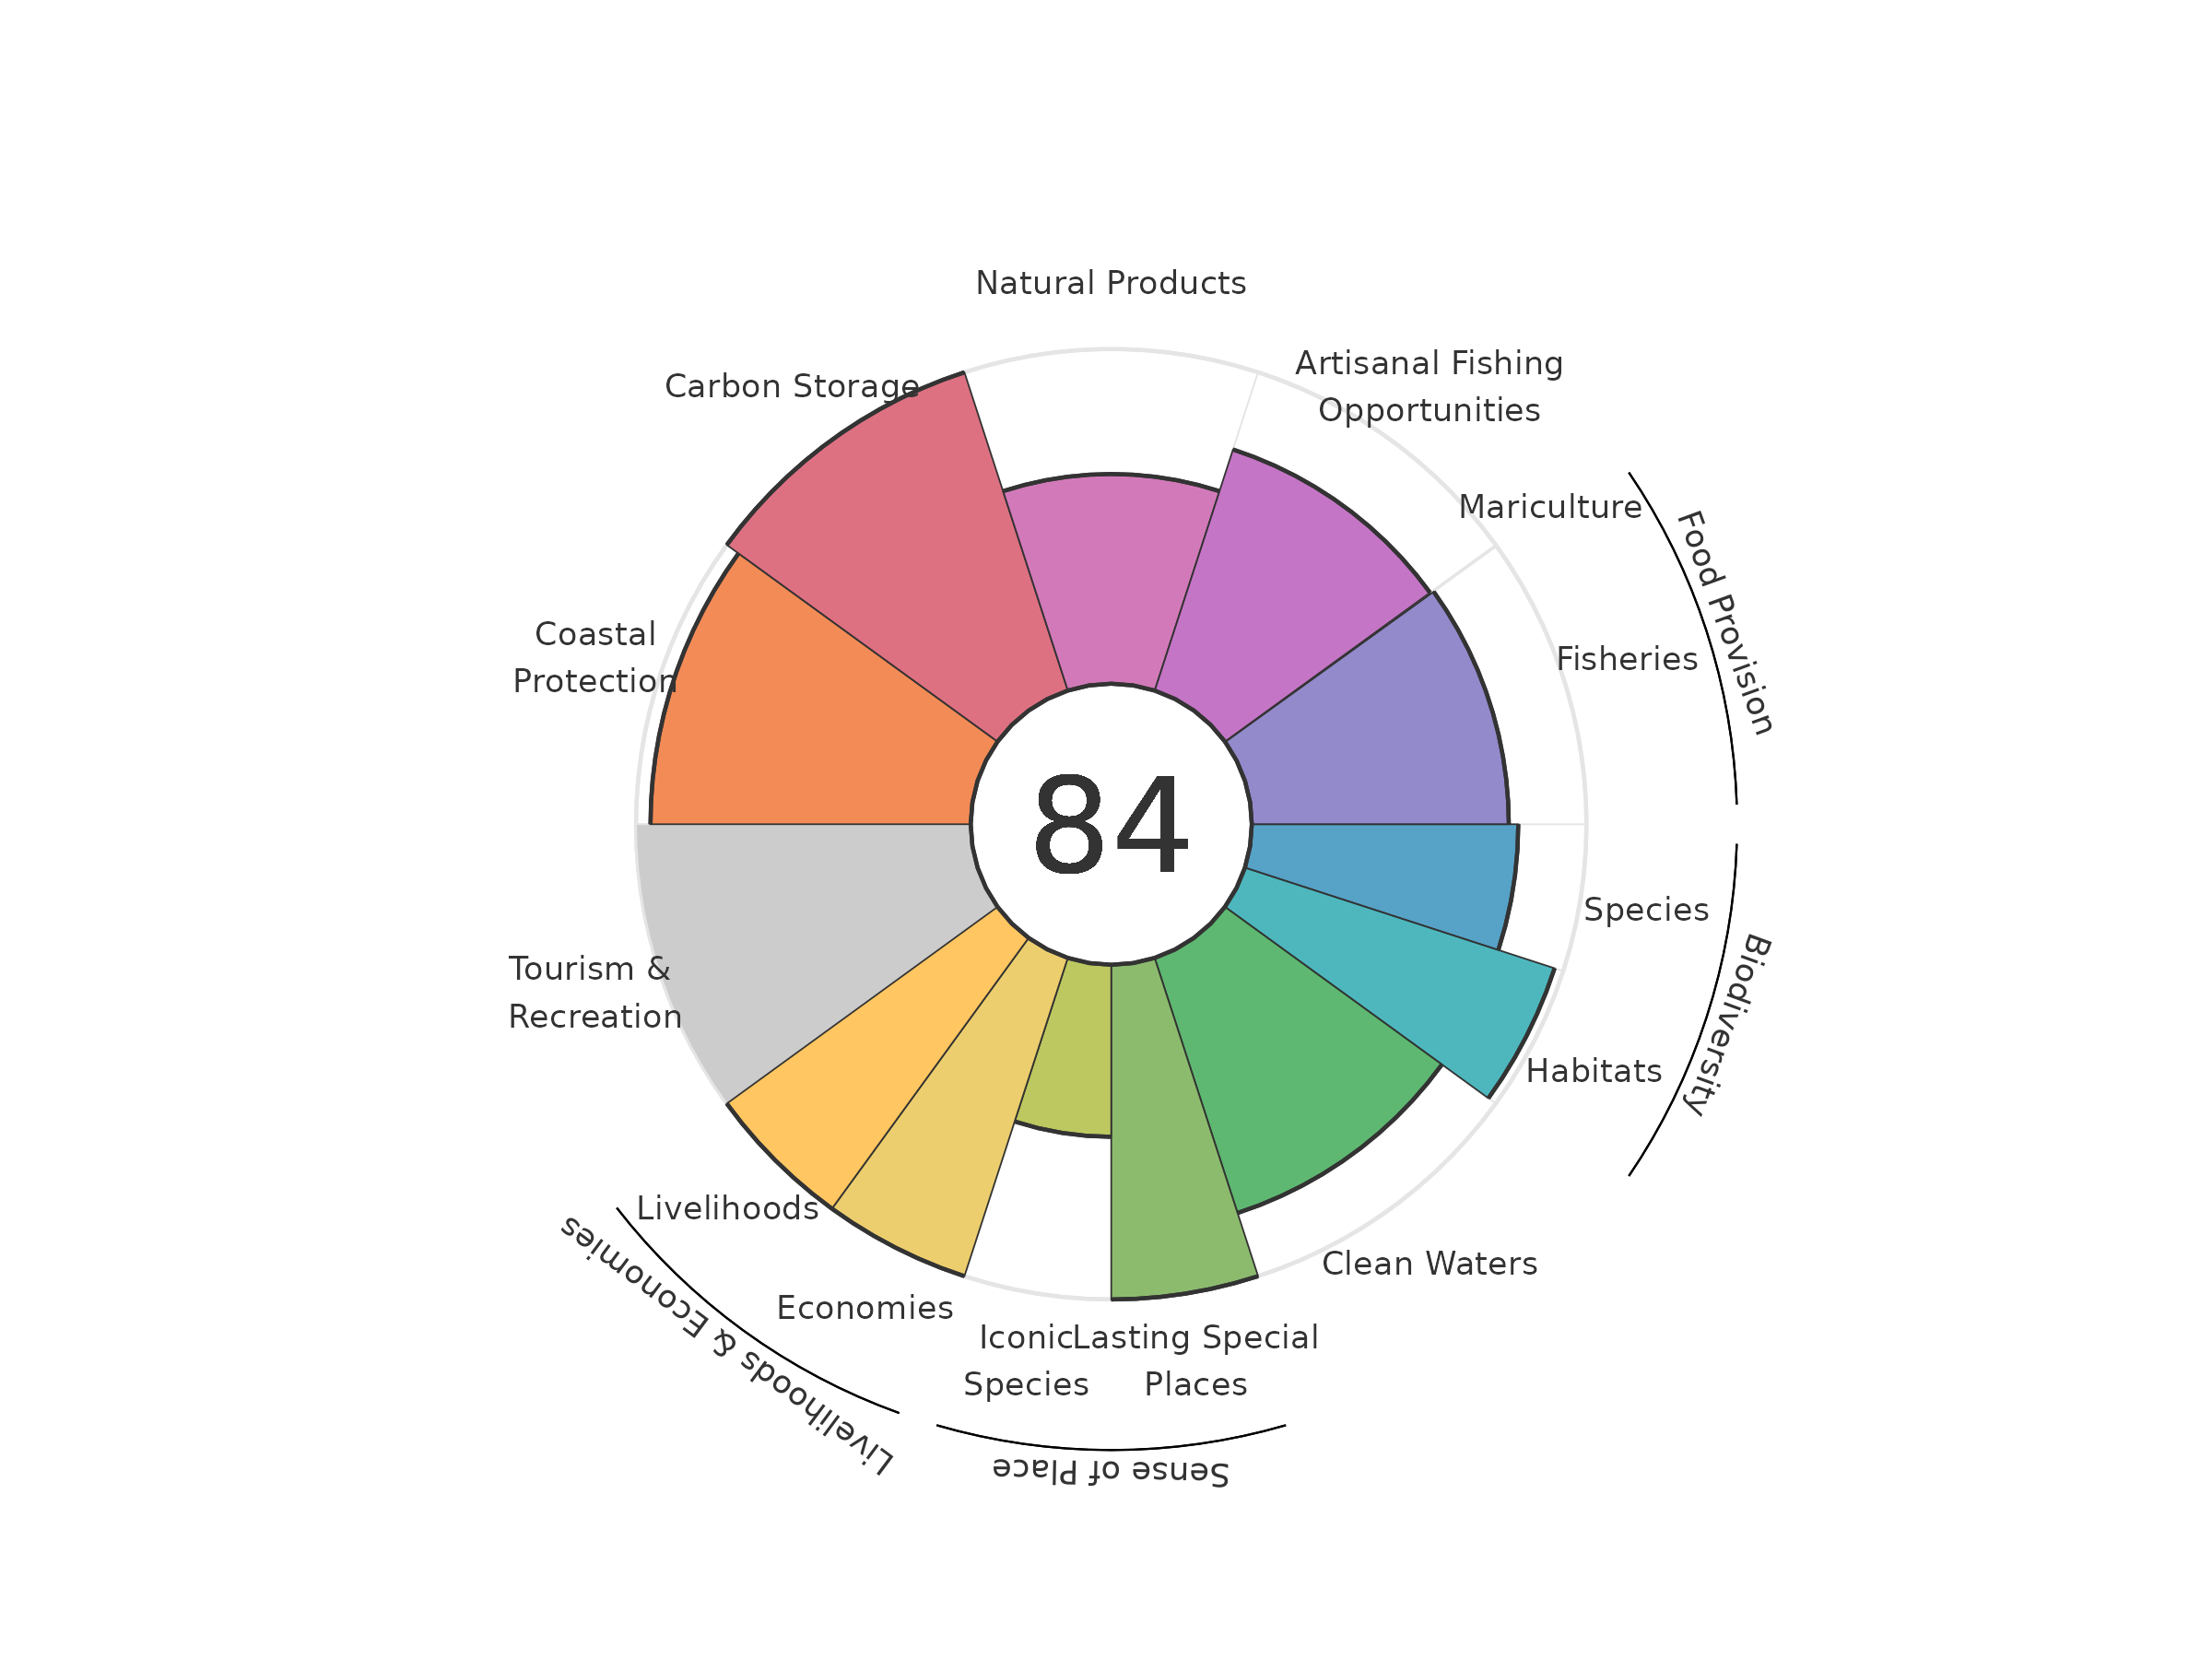 Natural Products
Artisanal Fishing
Opportunities
Carbon Storage
Mariculture
Food Provision
Coastal
Protection
Fisheries
84
Species
Biodiversity
Tourism &
Recreation
Habitats
Livelihoods
Clean Waters
Livelihoods & Economies
Economies
Iconic
Species
Lasting Special
Places
Sense of Place